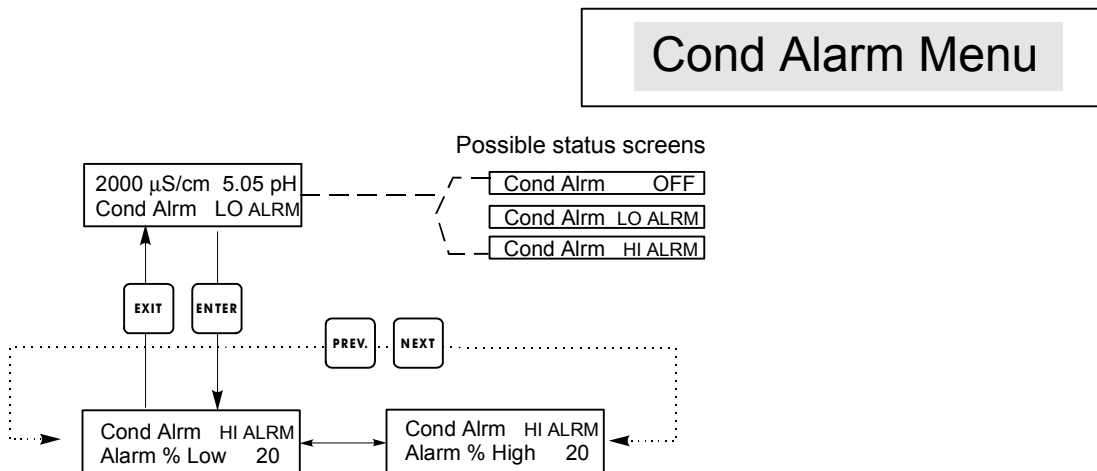 Cond Alarm Menu
Possible status screens
2000 μS/cm 5.05 pH
Cond Alrm LO ALRM
Cond Alrm OFF
Cond Alrm LO ALRM
Cond Alrm HI ALRM
EXIT
ENTER
PREV.
NEXT
Cond Alrm HI ALRM
Alarm % Low 20
Cond Alrm HI ALRM
Alarm % High 20